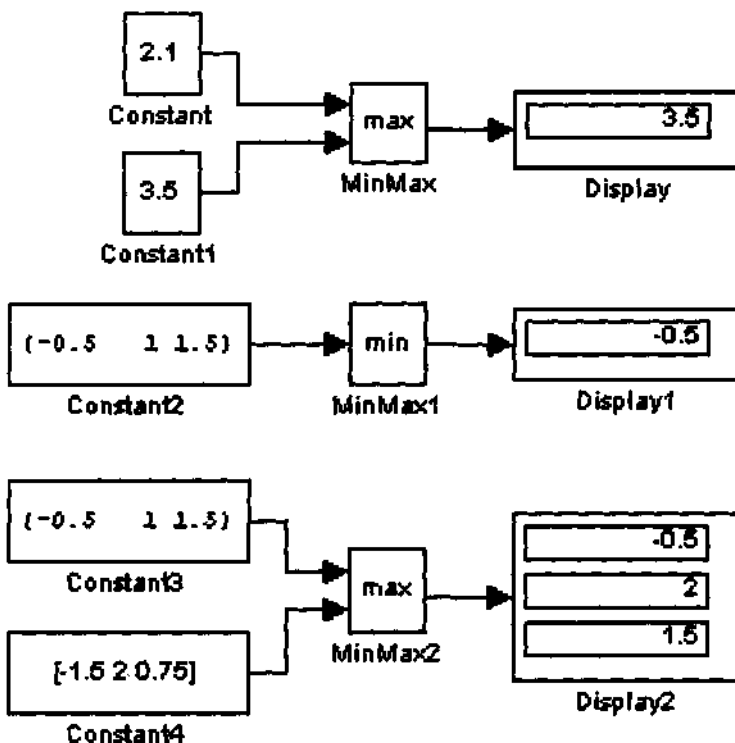 2.1
Constant
3.5
Constant1
max
MinMax
3.5
Display
(-0.5 1 1.5)
Constant2
min
MinMax1
-0.5
Display1
(-0.5 1 1.5)
Constant3
[-1.5 2 0.75]
Constant4
max
MinMax2
-0.5
2
1.5
Display2